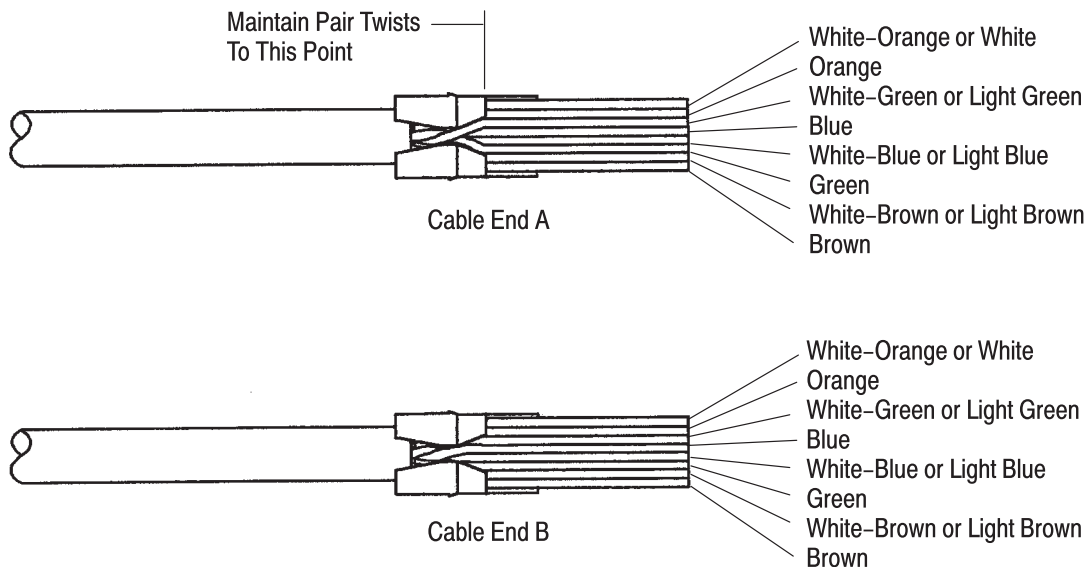 Maintain Pair Twists
To This Point
White–Orange or White
Orange
White–Green or Light Green
Blue
White–Blue or Light Blue
Green
White–Brown or Light Brown
Brown
Cable End A
White–Orange or White
Orange
White–Green or Light Green
Blue
White–Blue or Light Blue
Green
White–Brown or Light Brown
Brown
Cable End B